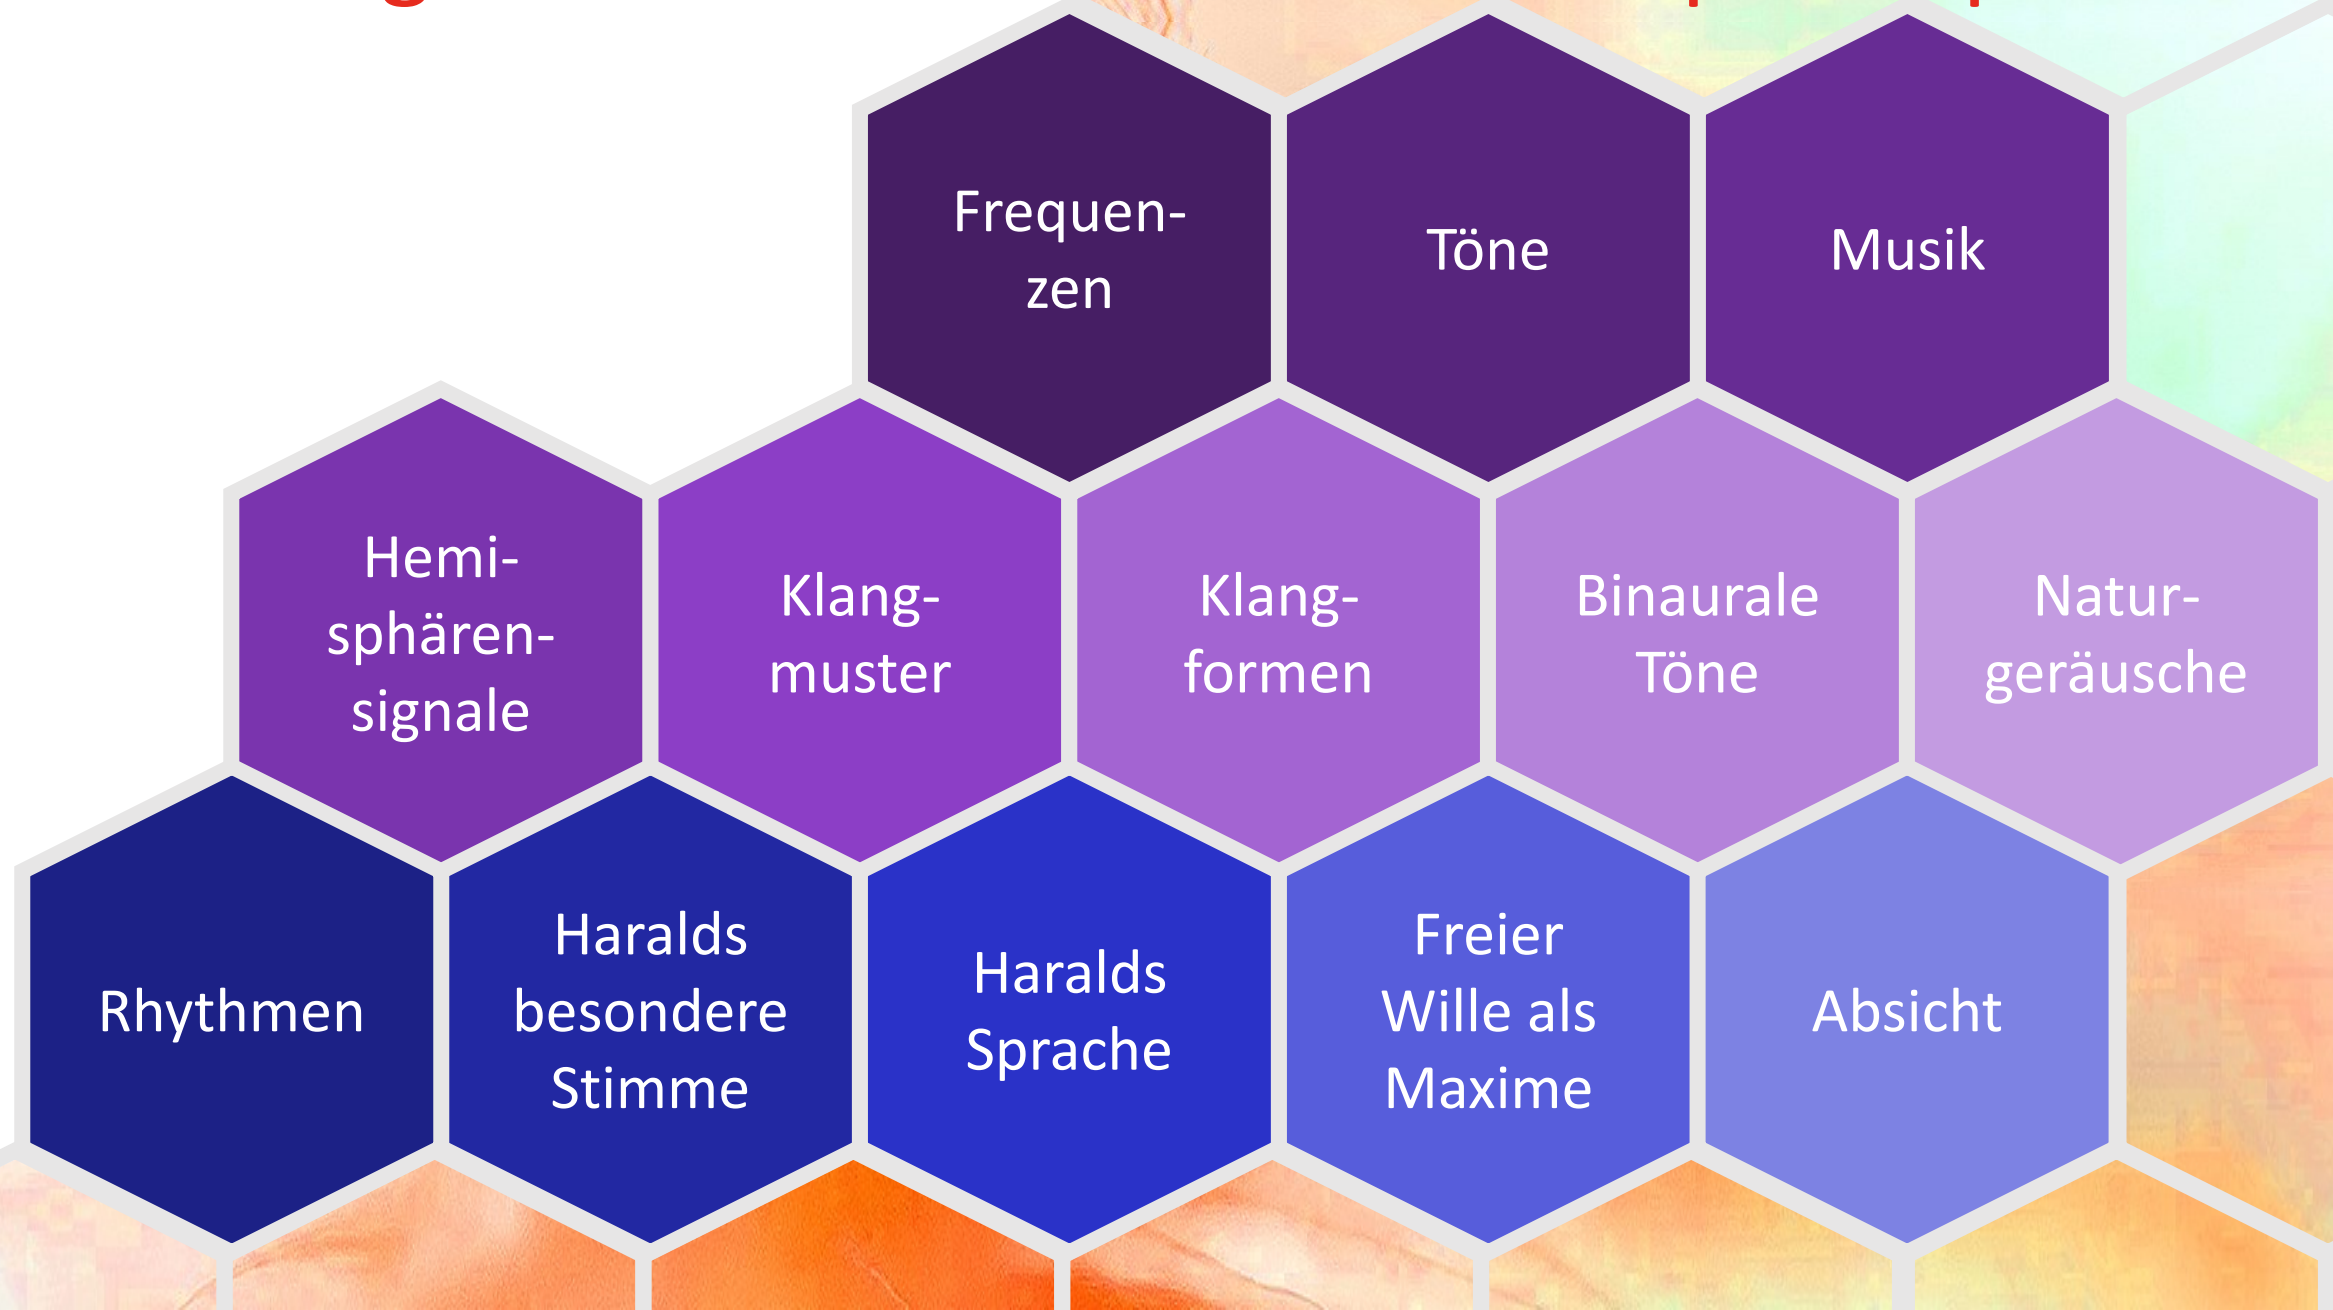 Frequen-
zen
Töne
Musik
Hemi-
sphären-
signale
Klang-
muster
Klang-
formen
Binaurale
Töne
Natur-
geräusche
Rhythmen
Haralds
besondere
Stimme
Haralds
Sprache
Freier
Wille als
Maxime
Absicht